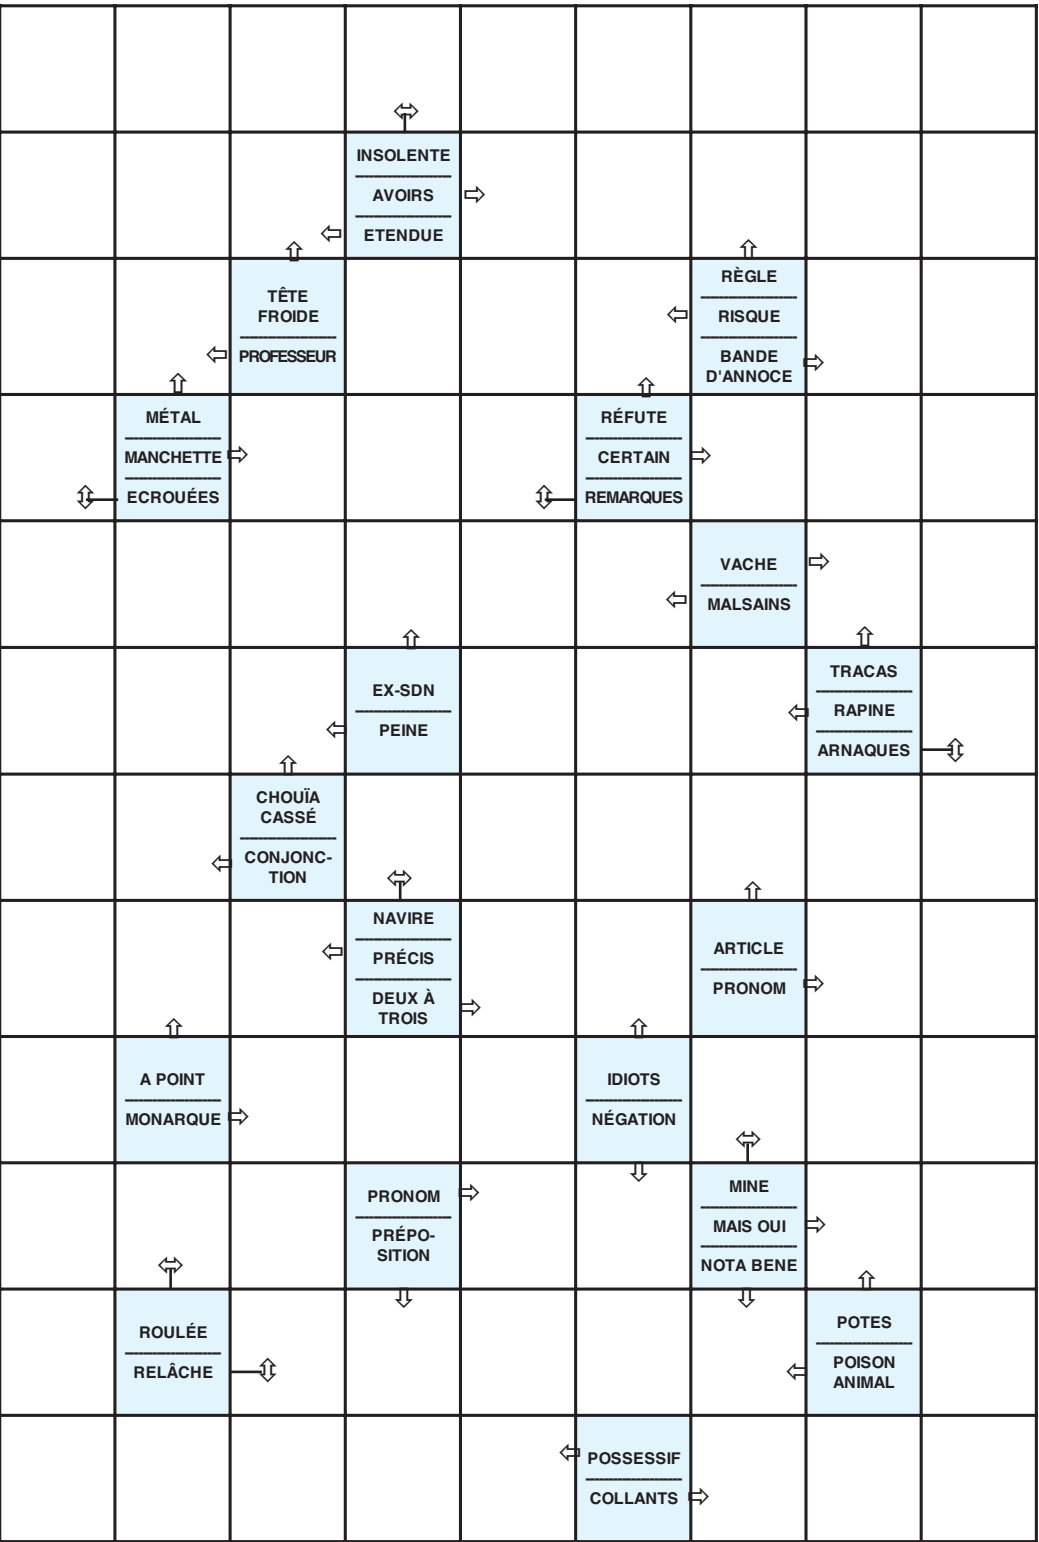 INSOLENTE
AVOIRS
ETENDUE
TÊTE
FROIDE
PROFESSEUR
RÈGLE
RISQUE
BANDE
D'ANNOCE
MÉTAL
MANCHETTE
ECROUÉES
RÉFUTE
CERTAIN
REMARQUES
VACHE
MALSAINS
EX-SDN
PEINE
TRACAS
RAPINE
ARNAQUES
CHOUÏA
CASSÉ
CONJONC-
TION
NAVIRE
PRÉCIS
DEUX À
TROIS
ARTICLE
PRONOM
A POINT
MONARQUE
IDIOTS
NÉGATION
PRONOM
PRÉPO-
SITION
MINE
MAIS OUI
NOTA BENE
ROULÉE
RELÂCHE
POTES
POISON
ANIMAL
POSSESSIF
COLLANTS